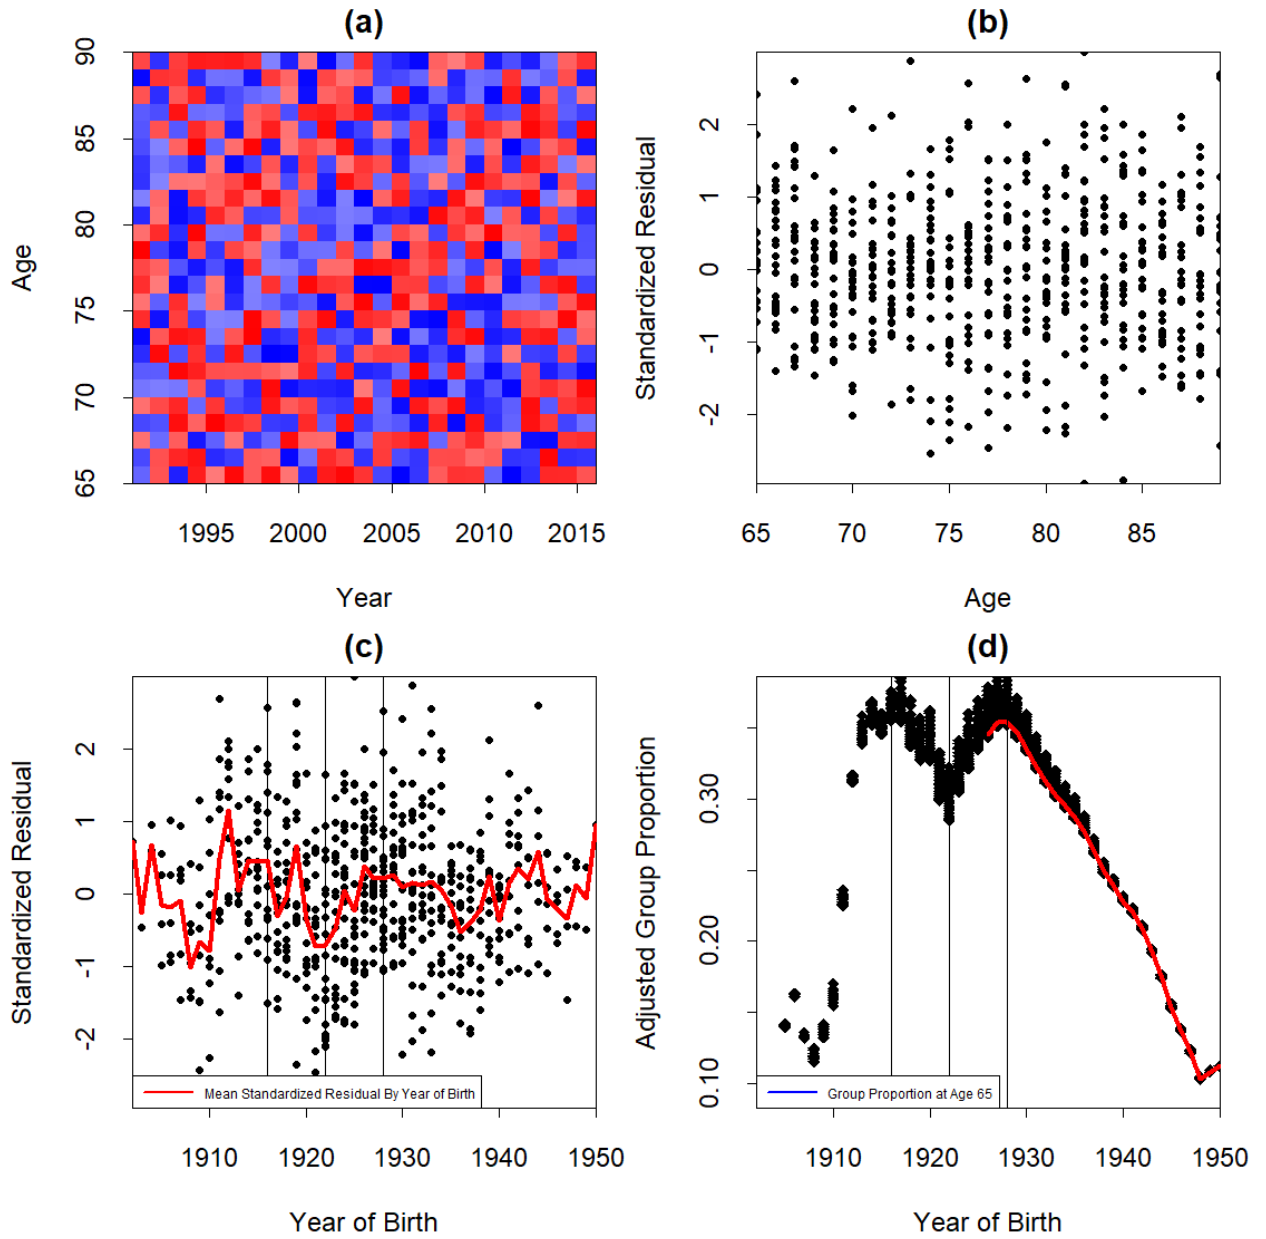 (a)
90
85
80
75
70
65
Age
1995 2000 2005 2010 2015
Year
(b)
2
1
0
-1
-2
Standardized Residual
65 70 75 80 85
Age
(c)
2
1
0
-1
-2
Standardized Residual
Mean Standardized Residual By Year of Birth
1910 1920 1930 1940 1950
Year of Birth
(d)
0.30
0.20
0.10
Adjusted Group Proportion
Group Proportion at Age 65
1910 1920 1930 1940 1950
Year of Birth